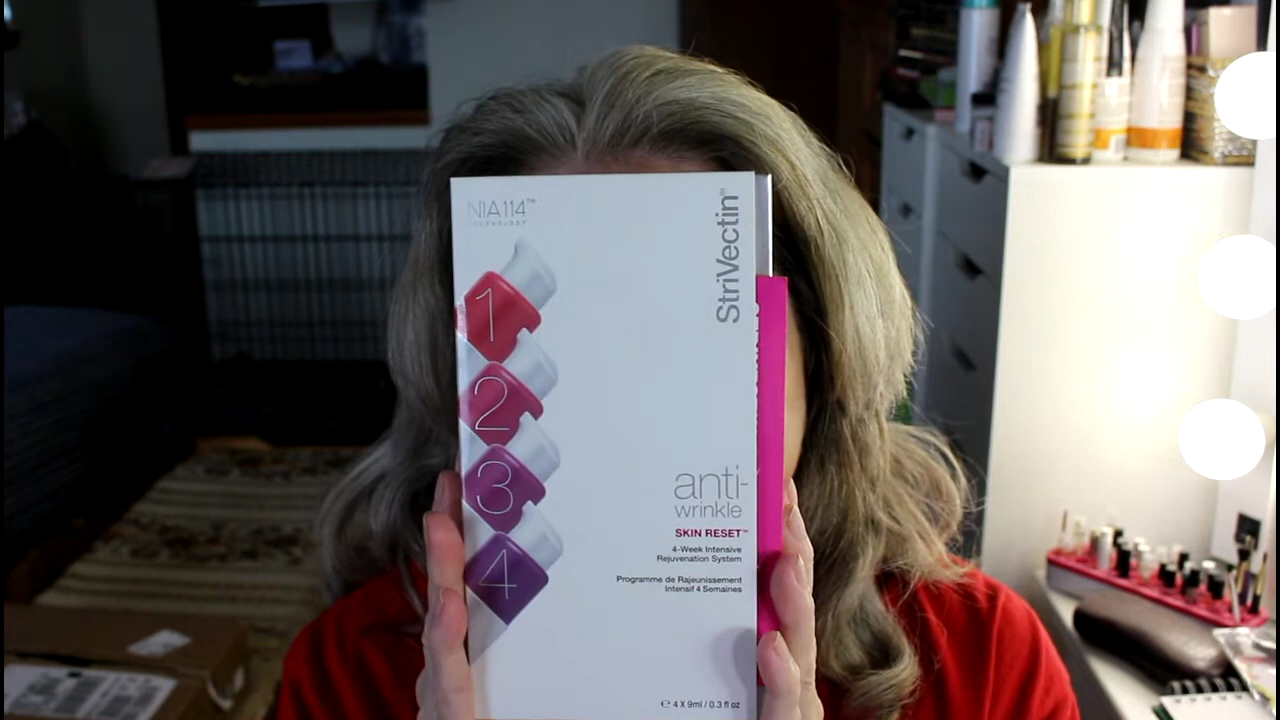 NIA114™
TECHNOLOGY
StriVectin®
1
2
3
4
anti-
wrinkle
SKIN RESET™
4-Week Intensive
Rejuvenation System
Programme de Rajeunissement
Intensif 4 Semaines
℮ 4 X 9ml / 0.3 fl oz